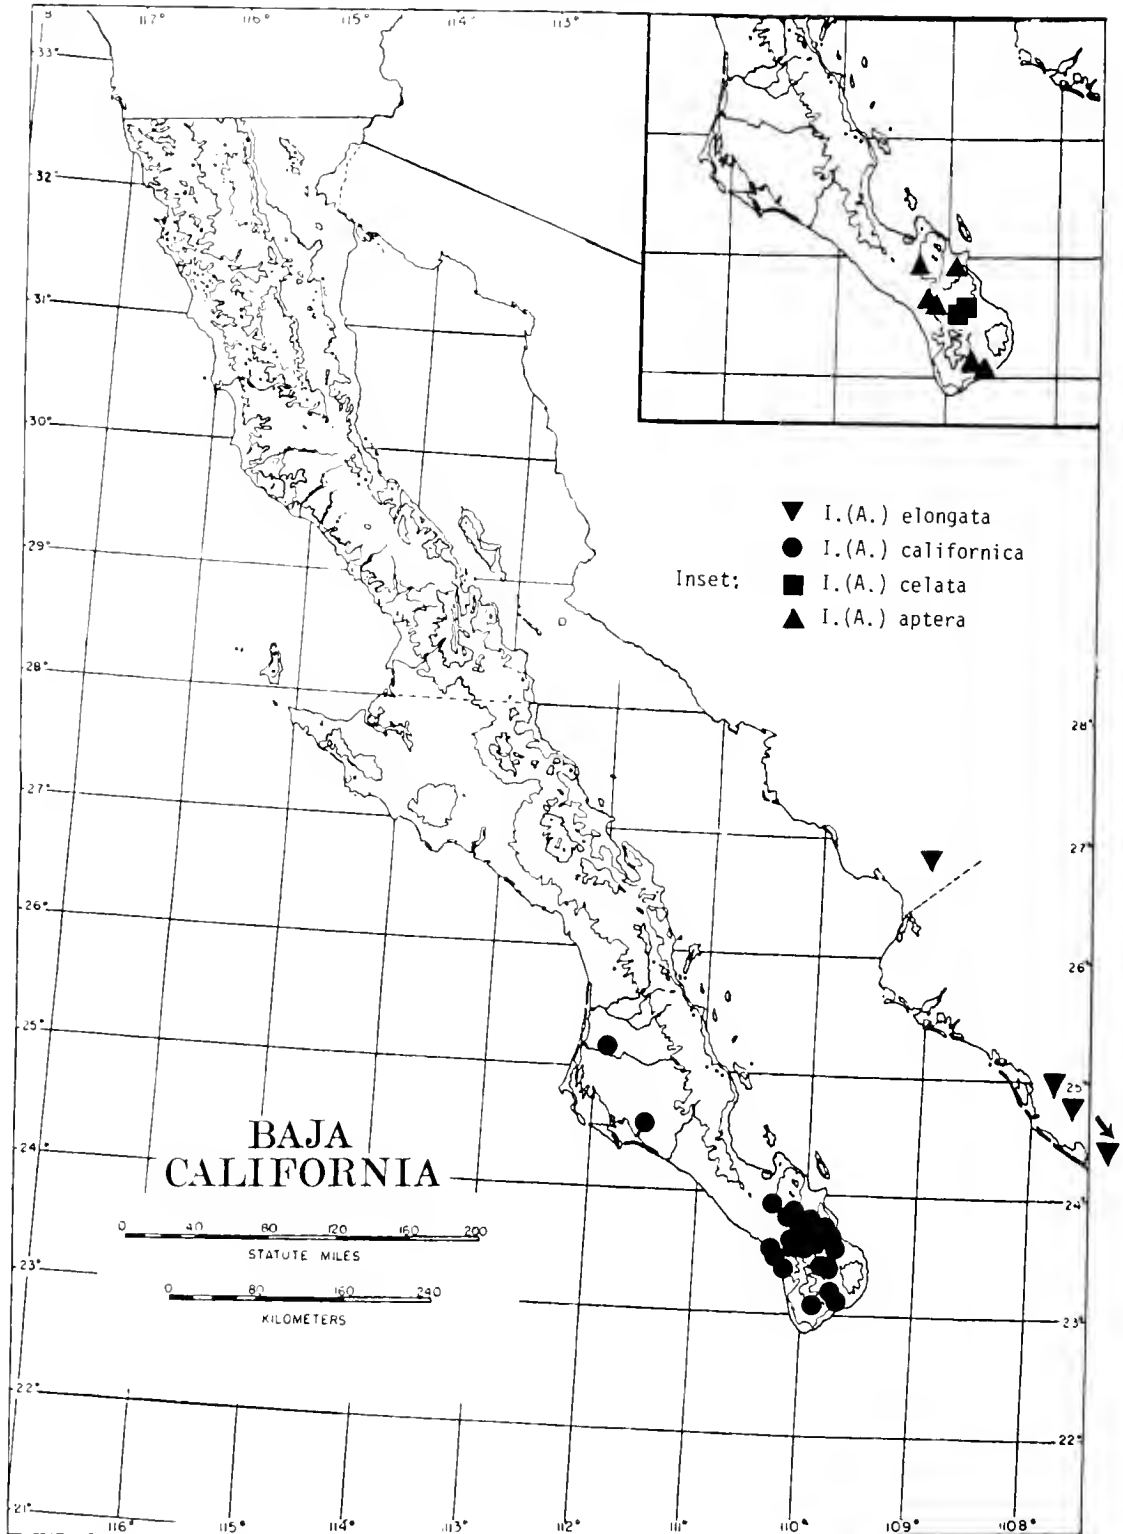 117° 116° 115° 114° 113°
33°
32°
31°
30°
29°
28°
27°
26°
25°
24°
23°
22°
21°
I.(A.) elongata
I.(A.) californica
Inset: I.(A.) celata
I.(A.) aptera
28°
27°
26°
25°
24°
23°
22°
BAJA
CALIFORNIA
0 40 80 120 160 200
STATUTE MILES
0 80 160 240
KILOMETERS
116° 115° 114° 113° 112° 111° 110° 109° 108°